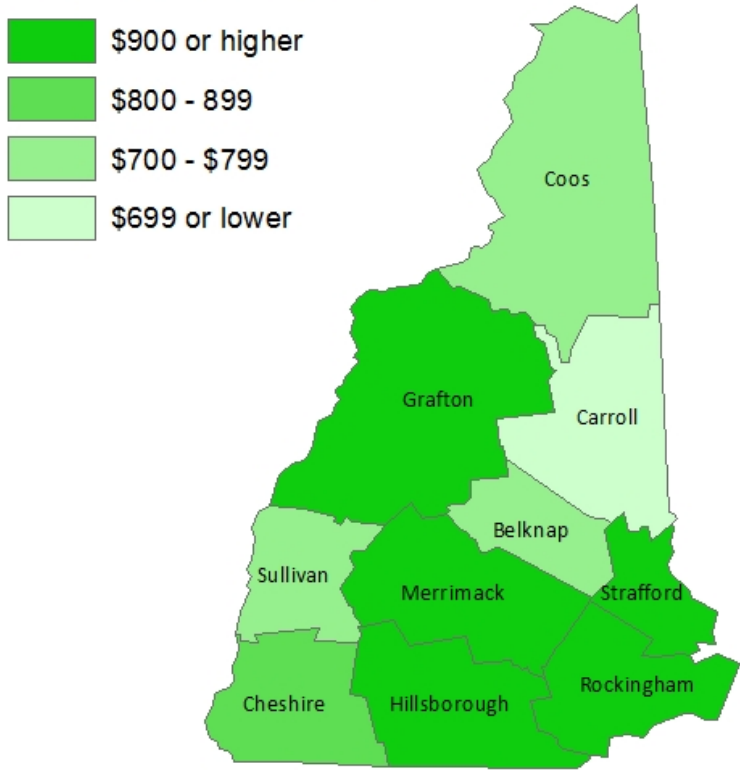 $900 or higher
$800 - 899
$700 - $799
$699 or lower
Coos
Grafton
Carroll
Belknap
Sullivan
Merrimack
Strafford
Rockingham
Cheshire
Hillsborough